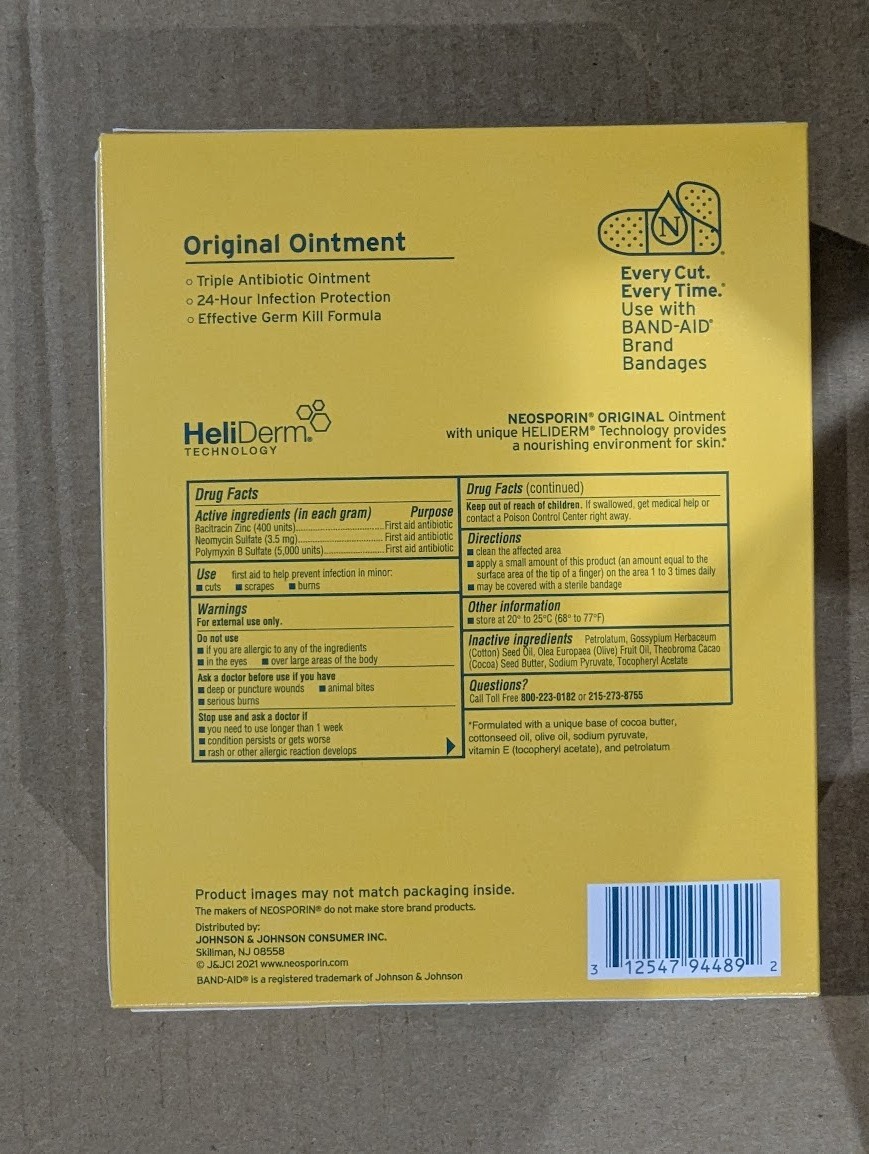 Original Ointment
○ Triple Antibiotic Ointment
○ 24-Hour Infection Protection
○ Effective Germ Kill Formula
N
Every Cut.
Every Time.®
Use with
BAND-AID®
Brand
Bandages
HeliDerm®
TECHNOLOGY
NEOSPORIN® ORIGINAL Ointment
with unique HELIDERM® Technology provides
a nourishing environment for skin.*
Drug Facts
Active ingredients (in each gram) Purpose
Bacitracin Zinc (400 units)..............................First aid antibiotic
Neomycin Sulfate (3.5 mg)..............................First aid antibiotic
Polymyxin B Sulfate (5,000 units)....................First aid antibiotic
Use first aid to help prevent infection in minor:
■ cuts ■ scrapes ■ burns
Warnings
For external use only.
Do not use
■ if you are allergic to any of the ingredients
■ in the eyes ■ over large areas of the body
Ask a doctor before use if you have
■ deep or puncture wounds ■ animal bites
■ serious burns
Stop use and ask a doctor if
■ you need to use longer than 1 week
■ condition persists or gets worse
■ rash or other allergic reaction develops
Drug Facts (continued)
Keep out of reach of children. If swallowed, get medical help or
contact a Poison Control Center right away.
Directions
■ clean the affected area
■ apply a small amount of this product (an amount equal to the
surface area of the tip of a finger) on the area 1 to 3 times daily
■ may be covered with a sterile bandage
Other information
■ store at 20° to 25°C (68° to 77°F)
Inactive ingredients Petrolatum, Gossypium Herbaceum
(Cotton) Seed Oil, Olea Europaea (Olive) Fruit Oil, Theobroma Cacao
(Cocoa) Seed Butter, Sodium Pyruvate, Tocopheryl Acetate
Questions?
Call Toll Free 800-223-0182 or 215-273-8755
*Formulated with a unique base of cocoa butter,
cottonseed oil, olive oil, sodium pyruvate,
vitamin E (tocopheryl acetate), and petrolatum
Product images may not match packaging inside.
The makers of NEOSPORIN® do not make store brand products.
Distributed by:
JOHNSON & JOHNSON CONSUMER INC.
Skillman, NJ 08558
© J&JCI 2021 www.neosporin.com
BAND-AID® is a registered trademark of Johnson & Johnson
3 12547 94489 2